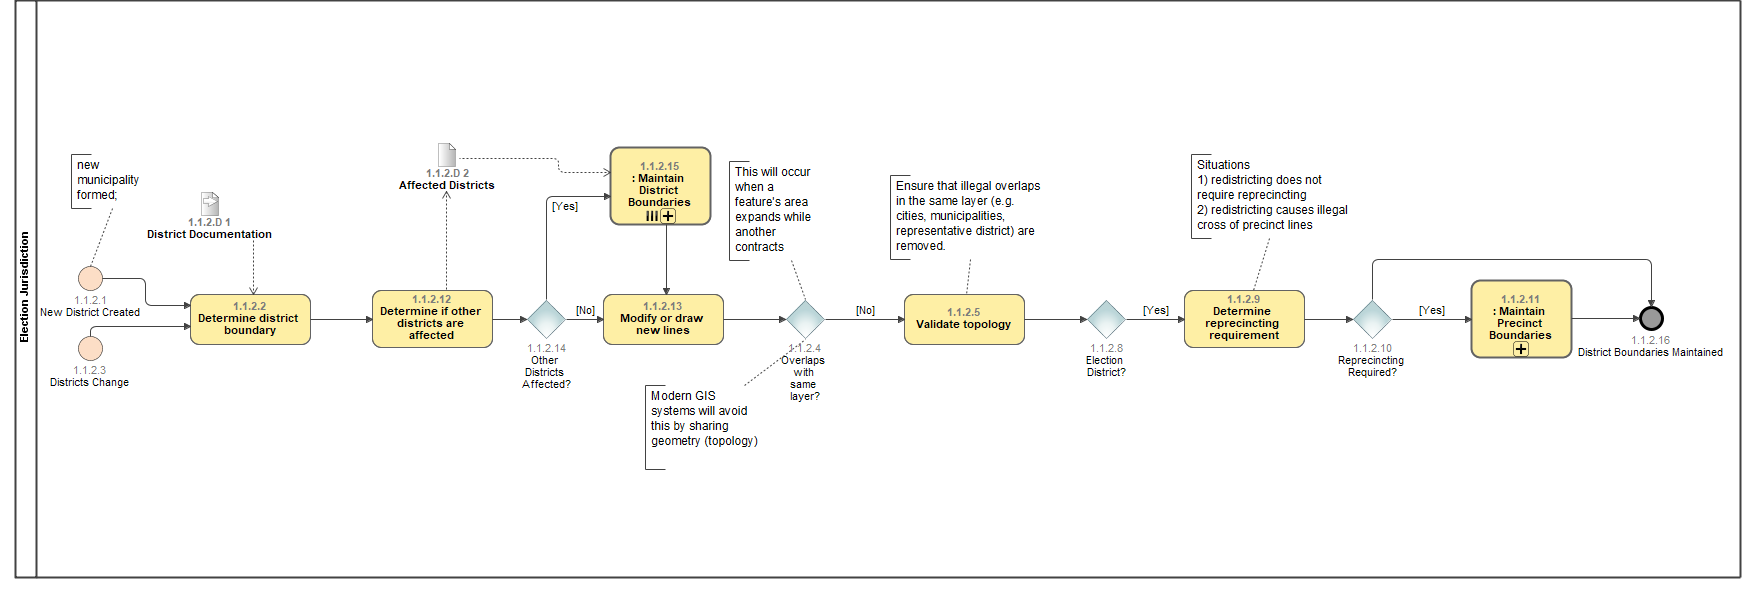 Election Jurisdiction
new
municipality
formed;
1.1.2.D 1
District Documentation
1.1.2.1
New District Created
1.1.2.3
Districts Change
1.1.2.2
Determine district
boundary
1.1.2.D 2
Affected Districts
1.1.2.12
Determine if other
districts are
affected
1.1.2.14
Other
Districts
Affected?
[Yes]
[No]
1.1.2.15
: Maintain
District
Boundaries
1.1.2.13
Modify or draw
new lines
This will occur
when a
feature's area
expands while
another
contracts
1.1.2.4
Overlaps
with
same
layer?
Modern GIS
systems will avoid
this by sharing
geometry (topology)
[No]
Ensure that illegal overlaps
in the same layer (e.g.
cities, municipalities,
representative district) are
removed.
1.1.2.5
Validate topology
1.1.2.8
Election
District?
[Yes]
Situations
1) redistricting does not
require reprecincting
2) redistricting causes illegal
cross of precinct lines
1.1.2.9
Determine
reprecincting
requirement
1.1.2.10
Reprecincting
Required?
[Yes]
1.1.2.11
: Maintain
Precinct
Boundaries
1.1.2.16
District Boundaries Maintained